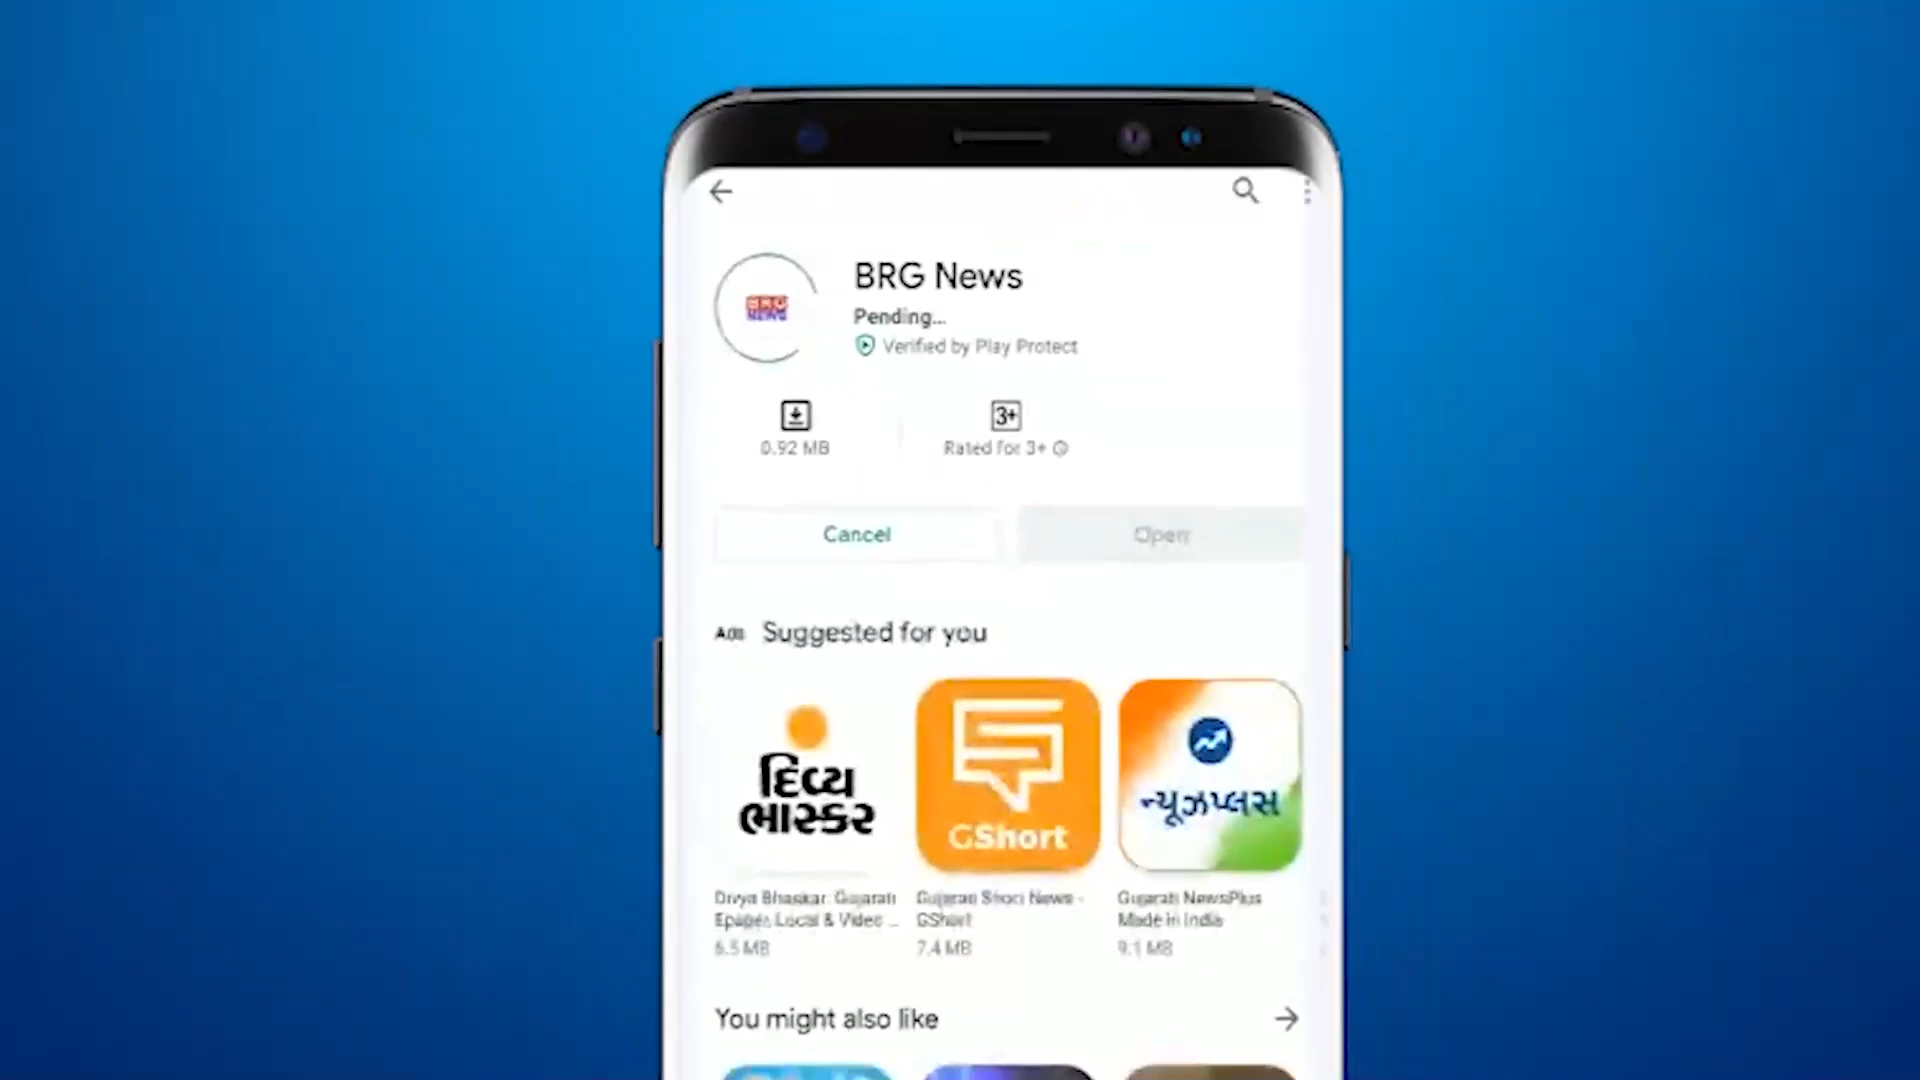 BRG News
BRG
NEWS
Pending...
Verified by Play Protect
3+
0.92 MB
Rated for 3+
Cancel
Open
Ads Suggested for you
દિવ્ય
ભાસ્કર
GShort
ન્યૂઝપ્લસ
Divya Bhaskar: Gujarati
Epaper, Local & Video ...
6.5 MB
Gujarati Short News -
GShort
7.4 MB
Gujarati NewsPlus
Made in India
9.1 MB
You might also like